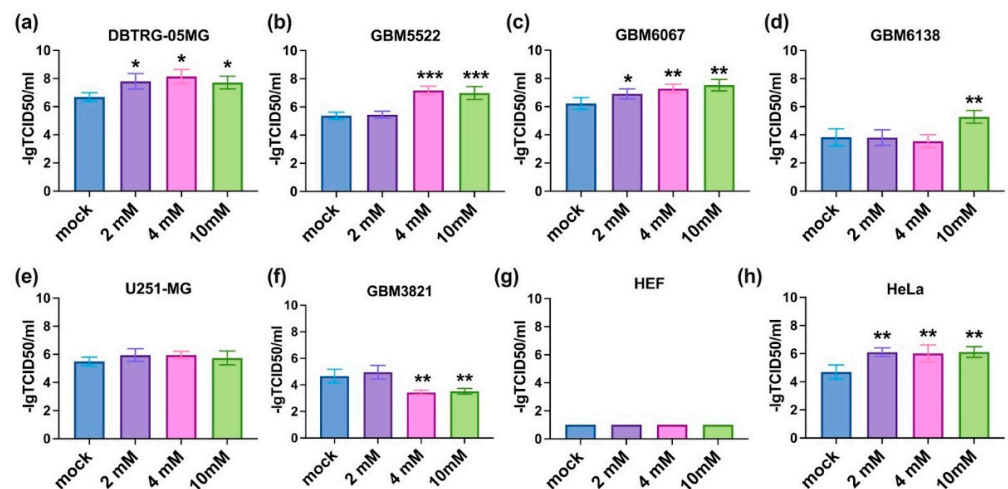 (a)
DBTRG-05MG
-lgTCID50/ml
10
8
6
4
2
0
*
*
*
mock
2 mM
4 mM
10mM
(b)
GBM5522
-lgTCID50/ml
10
8
6
4
2
0
***
***
mock
2 mM
4 mM
10mM
(c)
GBM6067
-lgTCID50/ml
10
8
6
4
2
0
*
**
**
mock
2 mM
4 mM
10mM
(d)
GBM6138
-lgTCID50/ml
10
8
6
4
2
0
**
mock
2 mM
4 mM
10mM
(e)
U251-MG
-lgTCID50/ml
10
8
6
4
2
0
mock
2 mM
4 mM
10mM
(f)
GBM3821
-lgTCID50/ml
10
8
6
4
2
0
**
**
mock
2 mM
4 mM
10mM
(g)
HEF
-lgTCID50/ml
10
8
6
4
2
0
mock
2 mM
4 mM
10mM
(h)
HeLa
-lgTCID50/ml
10
8
6
4
2
0
**
**
**
mock
2 mM
4 mM
10mM